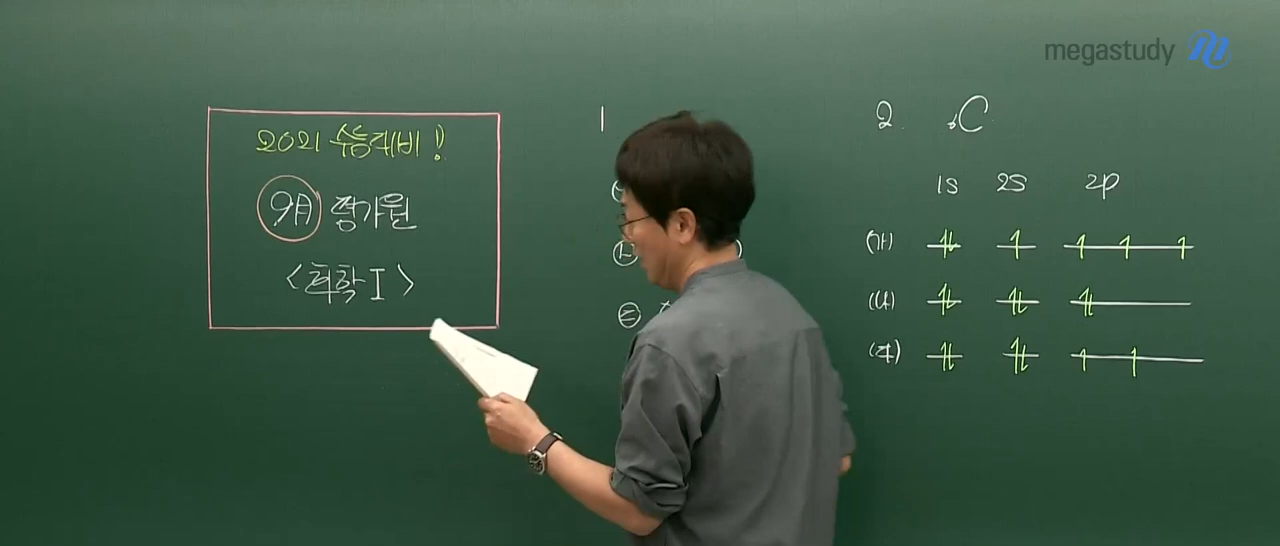 megastudy
2021 수능대비!
9月 평가원
<화학I>
1
ㄴ
ㄷ
2. ₆C
1s 2s 2p
(가)
(나)
(다)